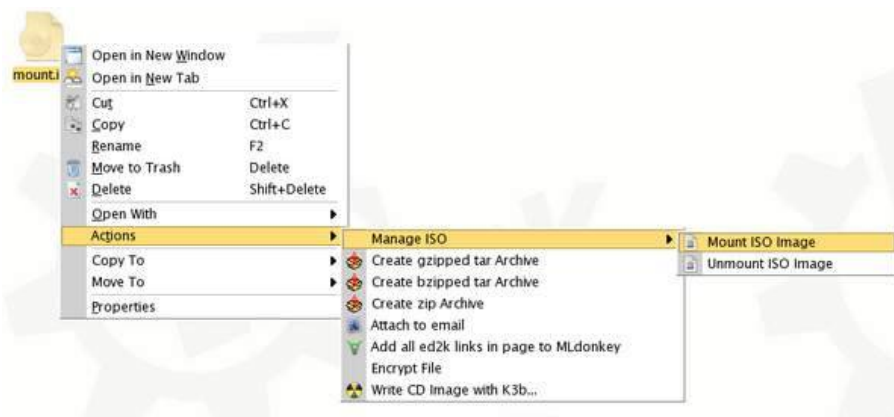 mount.i
Open in New Window
Open in New Tab
Cut Ctrl+X
Copy Ctrl+C
Rename F2
Move to Trash Delete
Delete Shift+Delete
Open With
Actions
Copy To
Move To
Properties
Manage ISO
Create gzipped tar Archive
Create bzipped tar Archive
Create zip Archive
Attach to email
Add all ed2k links in page to MLdonkey
Encrypt File
Write CD Image with K3b...
Mount ISO Image
Unmount ISO Image